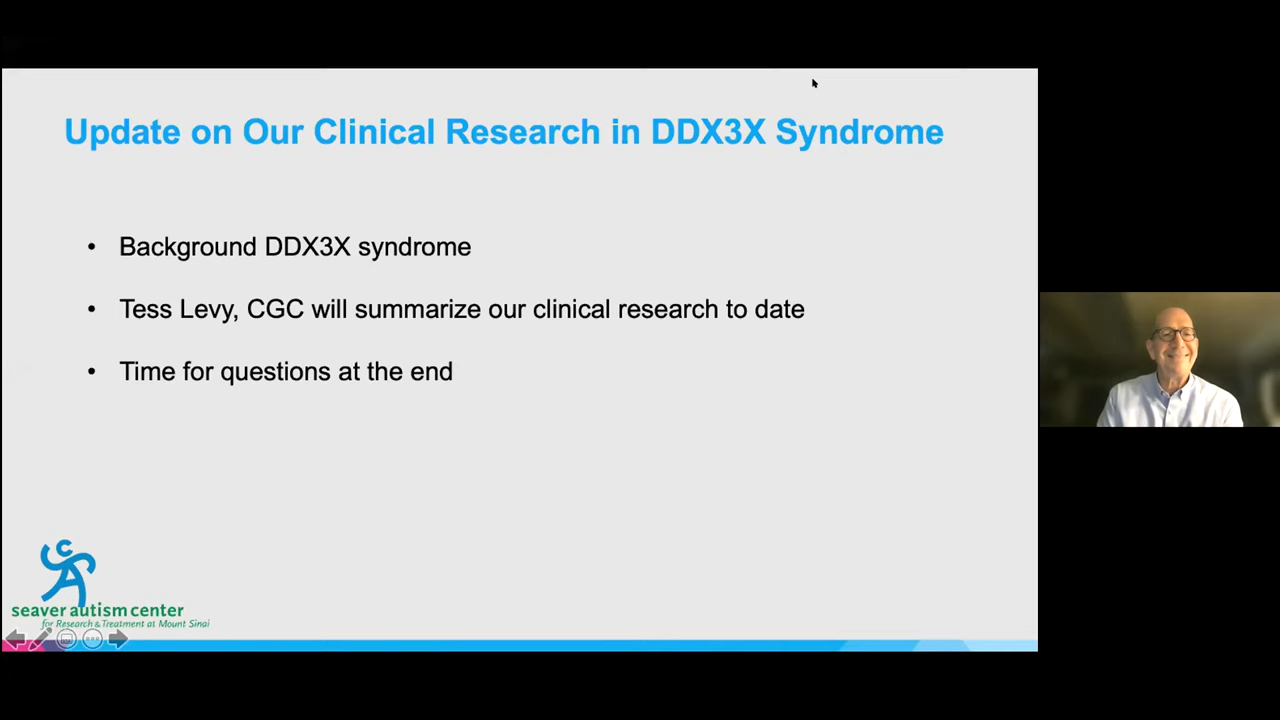 Update on Our Clinical Research in DDX3X Syndrome
• Background DDX3X syndrome
• Tess Levy, CGC will summarize our clinical research to date
• Time for questions at the end
seaver autism center
for Research & Treatment at Mount Sinai